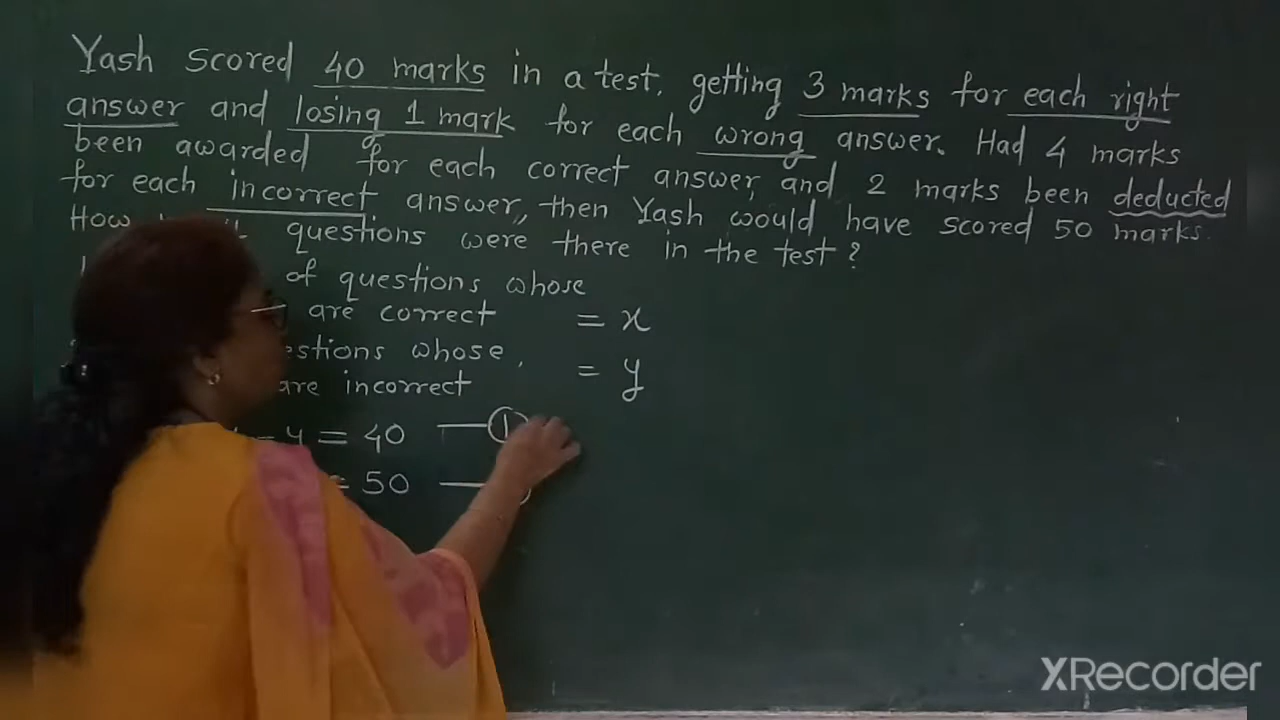 Yash scored 40 marks in a test, getting 3 marks for each right
answer and losing 1 mark for each wrong answer. Had 4 marks
been awarded for each correct answer, and 2 marks been deducted
for each incorrect answer, then Yash would have scored 50 marks.
How questions were there in the test?
of questions whose
are correct = x
whose = y
are incorrect
- y = 40 — 1
= 50 —
XRecorder